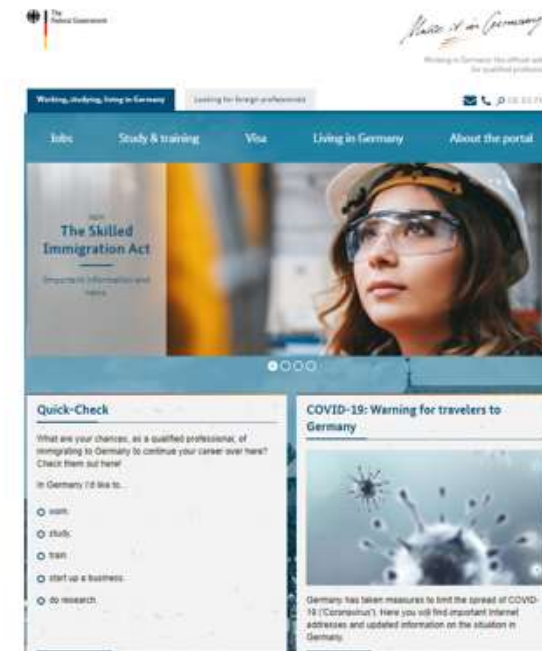 The
Federal Government
Make it in Germany
Working, studying, living in Germany
Looking for foreign professionals
Jobs
Study & training
Visa
Living in Germany
About the portal
The Skilled
Immigration Act
Important information and
news
Quick-Check
What are your chances, as a qualified professional, of
immigrating to Germany to continue your career over here?
Check them out here!
In Germany I'd like to...
work.
study.
train
start up a business.
do research.
COVID-19: Warning for travelers to
Germany
Germany has taken measures to limit the spread of COVID-
19 ("Coronavirus"). Here you will find important Internet
addresses and updated information on the situation in
Germany.